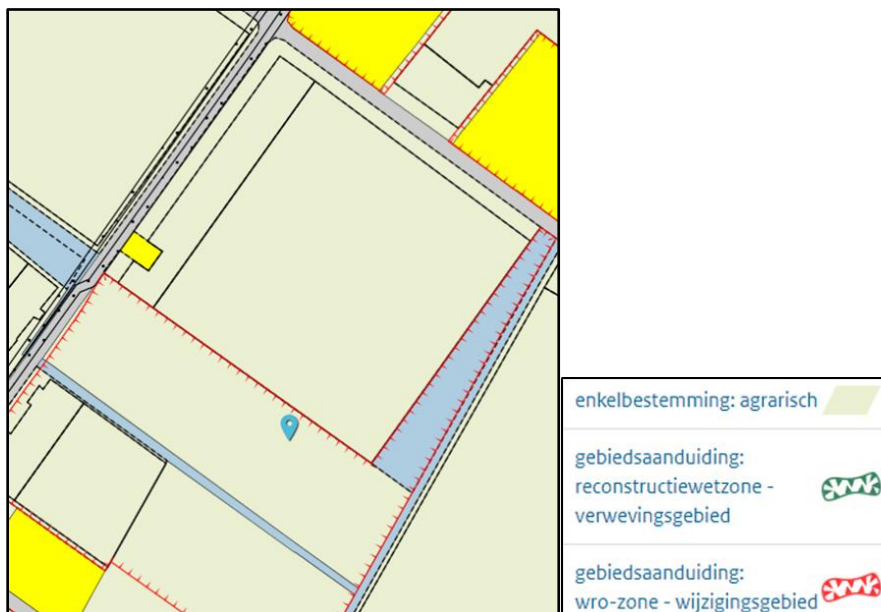 enkelbestemming: agrarisch
gebiedsaanduiding:
reconstructiewetzone -
verwevingsgebied
gebiedsaanduiding:
wro-zone - wijzigingsgebied